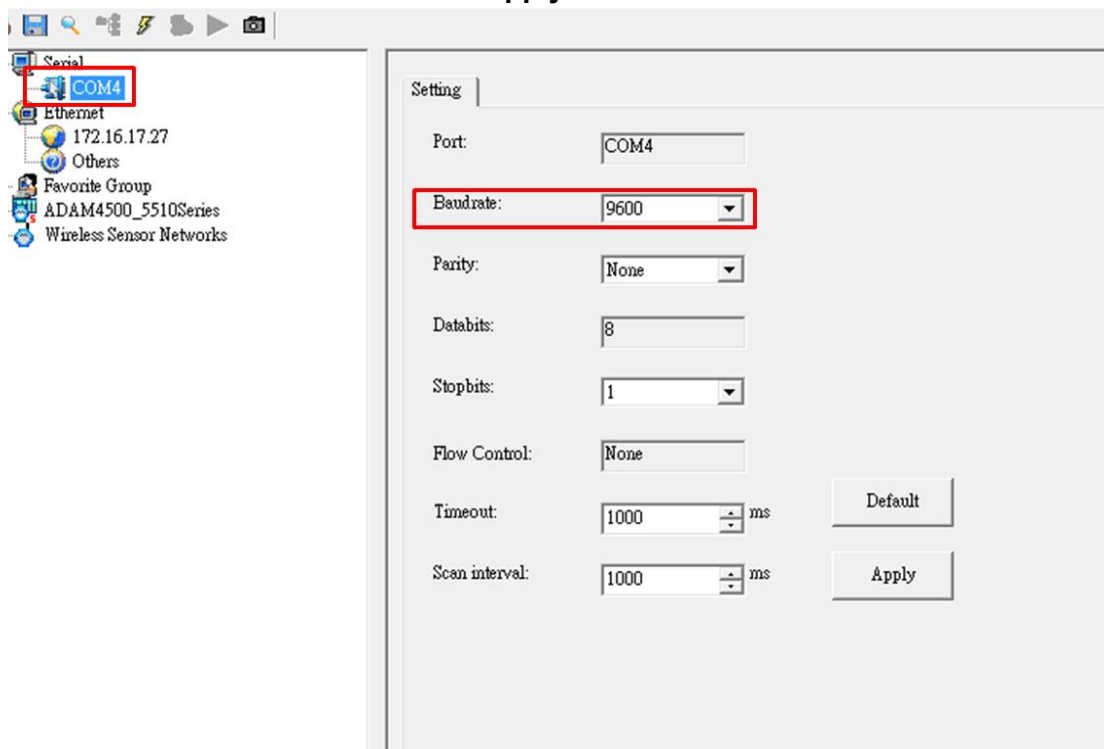 Apply
Serial
COM4
Ethernet
172.16.17.27
Others
Favorite Group
ADAM4500_5510Series
Wireless Sensor Networks
Setting
Port: COM4
Baudrate: 9600
Parity: None
Databits: 8
Stopbits: 1
Flow Control: None
Timeout: 1000 ms
Default
Scan interval: 1000 ms
Apply